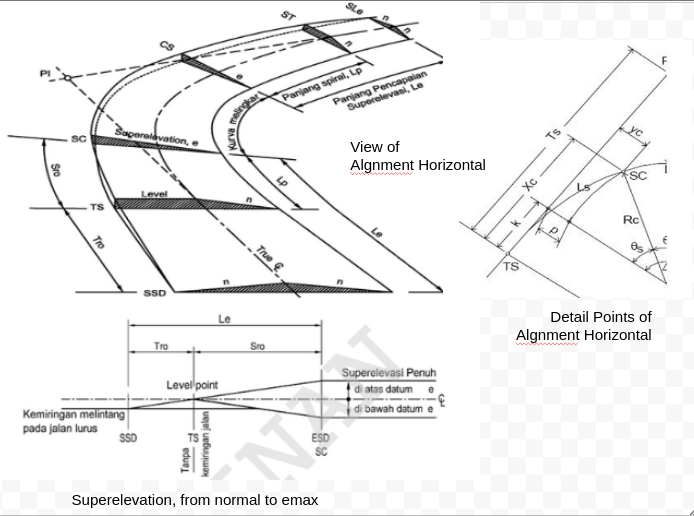 SLe
ST
n
CS
n
n
PI
e
Panjang spiral, Lp
Panjang Pencapaian
Superelevasi, Le
Kurva melingkar
SC
Superelevation, e
Sro
Lp
Level
n
TS
Tro
True ℄
Le
n
n
SSD
View of
Algnment Horizontal
Ts
yc
Xc
Ls
SC
k
Rc
p
θs
TS
Detail Points of
Algnment Horizontal
Le
Tro
Sro
Level point
Superelevasi Penuh
di atas datum e
℄
di bawah datum e
Kemiringan melintang
pada jalan lurus
SSD
TS
ESD
SC
Tanpa
kemiringan jalan
Superelevation, from normal to emax